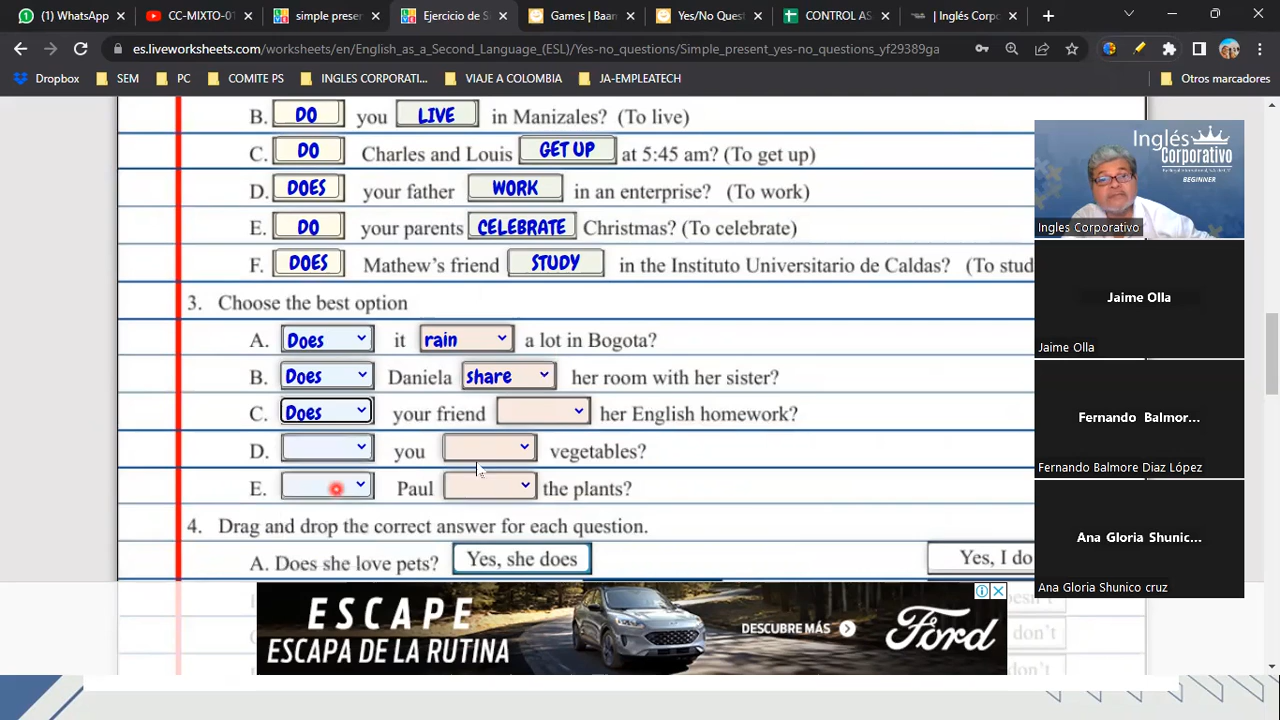 (1) WhatsApp
CC-MIXTO-01
simple prese
Ejercicio de S
Games | Baam
Yes/No Quest
CONTROL AS
| Inglés Corpo
es.liveworksheets.com/worksheets/en/English_as_a_Second_Language_(ESL)/Yes-no_questions/Simple_present_yes-no_questions_yf29389ga
Dropbox SEM PC COMITE PS INGLES CORPORATI... VIAJE A COLOMBIA JA-EMPLEATECH Otros marcadores
B. DO you LIVE in Manizales? (To live)
C. DO Charles and Louis GET UP at 5:45 am? (To get up)
D. DOES your father WORK in an enterprise? (To work)
E. DO your parents CELEBRATE Christmas? (To celebrate)
F. DOES Mathew's friend STUDY in the Instituto Universitario de Caldas? (To stud
3. Choose the best option
A. Does it rain a lot in Bogota?
B. Does Daniela share her room with her sister?
C. Does your friend her English homework?
D. you vegetables?
E. Paul the plants?
4. Drag and drop the correct answer for each question.
A. Does she love pets? Yes, she does Yes, I do
don't
ESCAPE
ESCAPA DE LA RUTINA
DESCUBRE MÁS
Ford
Inglés
Corporativo
BEGINNER
Ingles Corporativo
Jaime Olla
Jaime Olla
Fernando Balmor...
Fernando Balmore Diaz López
Ana Gloria Shunic...
Ana Gloria Shunico cruz